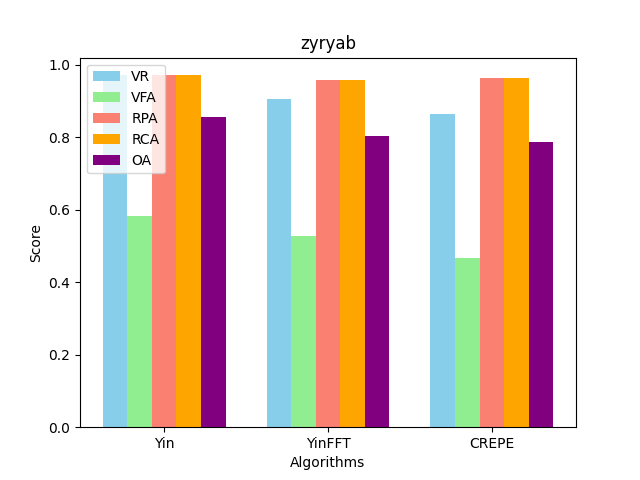 zyryab
1.0
0.8
0.6
0.4
0.2
0.0
Score
VR
VFA
RPA
RCA
OA
Yin
YinFFT
CREPE
Algorithms